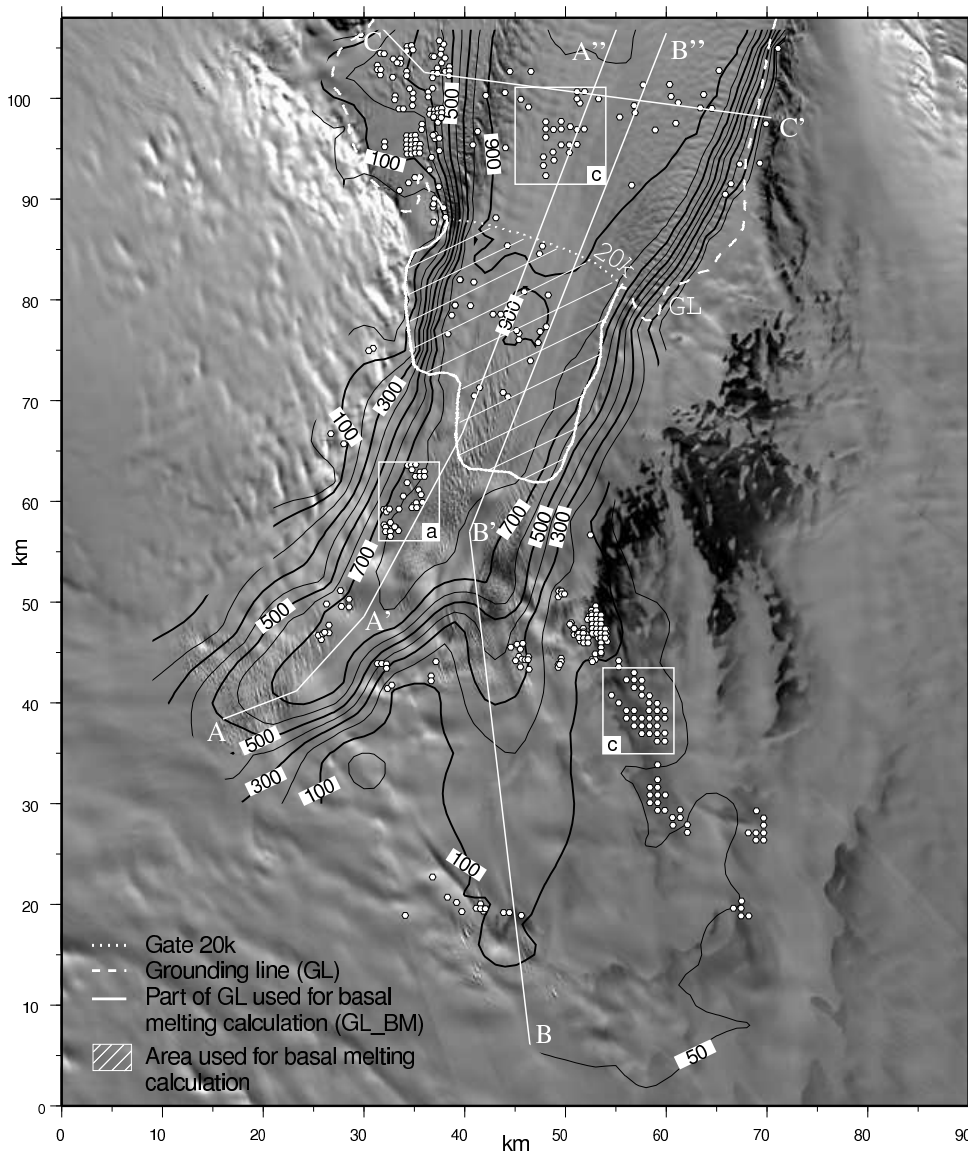 C
A’’
B’’
100
500
C’
900
100
c
90
20k
80
GL
900
70
300
100
60
a
B’
700
500
300
km
700
50
500
A’
40
A
500
c
300
100
30
100
20
Gate 20k
Grounding line (GL)
Part of GL used for basal
melting calculation (GL_BM)
10
B
50
Area used for basal melting
calculation
0
0 10 20 30 40 50 60 70 80 90
km